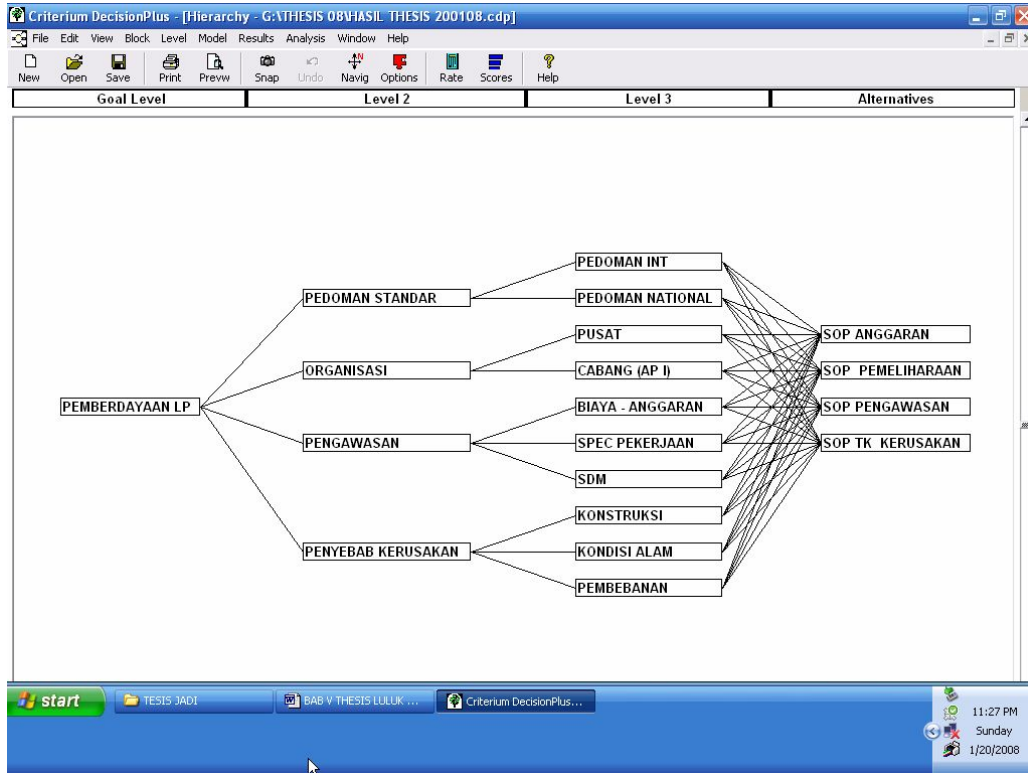 Criterium DecisionPlus - [Hierarchy - G:\THESIS 08\HASIL THESIS 200108.cdp]
File Edit View Block Level Model Results Analysis Window Help
New Open Save Print Prevw Snap Undo Navig Options Rate Scores Help
Goal Level Level 2 Level 3 Alternatives
PEDOMAN INT
PEDOMAN STANDAR PEDOMAN NATIONAL
PUSAT SOP ANGGARAN
ORGANISASI CABANG (AP I) SOP PEMELIHARAAN
PEMBERDAYAAN LP BIAYA - ANGGARAN SOP PENGAWASAN
PENGAWASAN SPEC PEKERJAAN SOP TK KERUSAKAN
SDM
KONSTRUKSI
PENYEBAB KERUSAKAN KONDISI ALAM
PEMBEBANAN
start TESIS JADI BAB V THESIS LULUK ... Criterium DecisionPlus...
11:27 PM
Sunday
1/20/2008